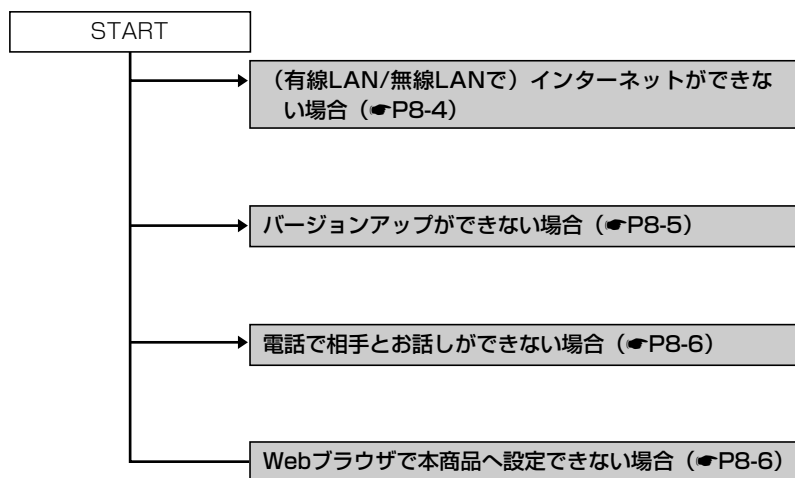 START
（有線LAN/無線LANで）インターネットができな
い場合（☛P8-4）
バージョンアップができない場合（☛P8-5）
電話で相手とお話しができない場合（☛P8-6）
Webブラウザで本商品へ設定できない場合（☛P8-6）